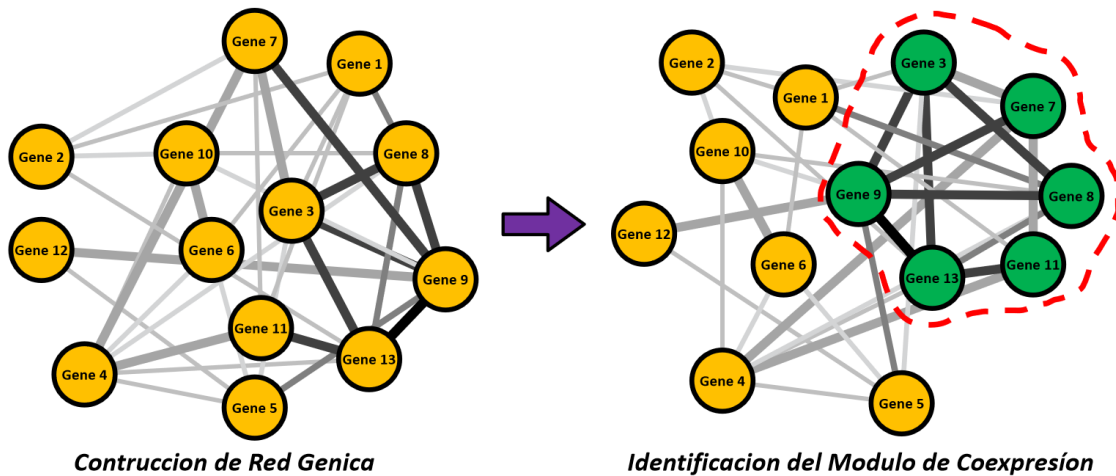 Gene 7
Gene 1
Gene 2
Gene 10
Gene 8
Gene 3
Gene 12
Gene 6
Gene 9
Gene 11
Gene 13
Gene 4
Gene 5
Contruccion de Red Genica
Gene 3
Gene 2
Gene 1
Gene 7
Gene 10
Gene 9
Gene 8
Gene 12
Gene 6
Gene 13
Gene 11
Gene 4
Gene 5
Identificacion del Modulo de Coexpresíon